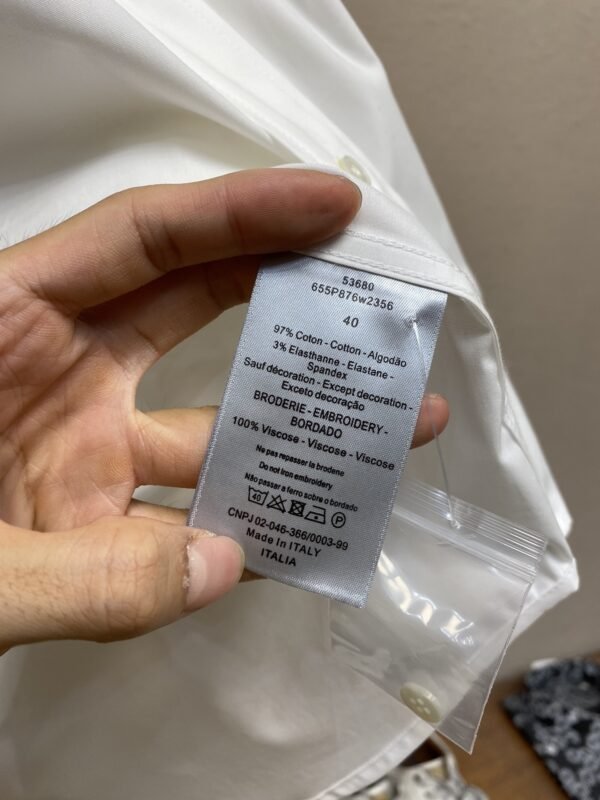 53680
655P876w2356
40
97% Coton - Cotton - Algodão
3% Elasthanne - Elastane -
Spandex
Sauf décoration - Except decoration -
Exceto decoração
BRODERIE - EMBROIDERY -
BORDADO
100% Viscose - Viscose - Viscose
Ne pas repasser la brodene
Do not Iron embroidery
Não passar a ferro sobre o bordado
40 P
CNPJ 02-046-366/0003-99
Made In ITALY
ITALIA